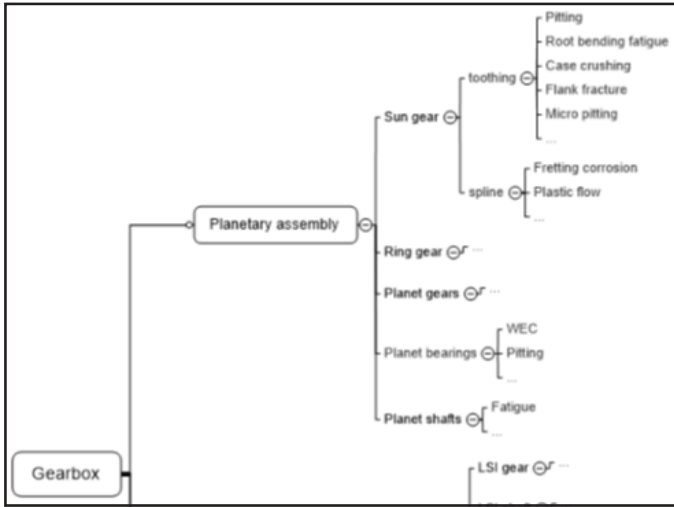 Pitting
Root bending fatigue
Case crushing
toothing
Flank fracture
Micro pitting
...
Sun gear
Fretting corrosion
spline
Plastic flow
...
Planetary assembly
Ring gear ...
Planet gears ...
WEC
Planet bearings
Pitting
...
Fatigue
Planet shafts
...
Gearbox
LSI gear ...